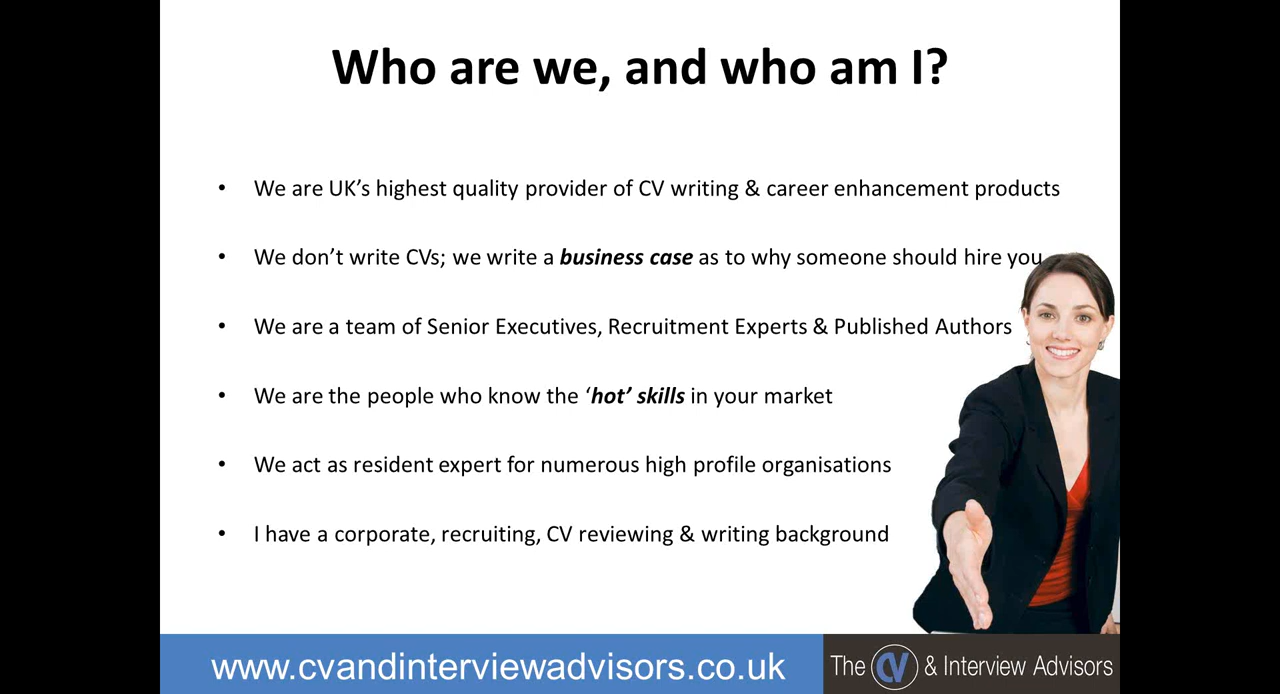 Who are we, and who am I?
• We are UK’s highest quality provider of CV writing & career enhancement products
• We don’t write CVs; we write a business case as to why someone should hire you
• We are a team of Senior Executives, Recruitment Experts & Published Authors
• We are the people who know the ‘hot’ skills in your market
• We act as resident expert for numerous high profile organisations
• I have a corporate, recruiting, CV reviewing & writing background
www.cvandinterviewadvisors.co.uk
The CV & Interview Advisors